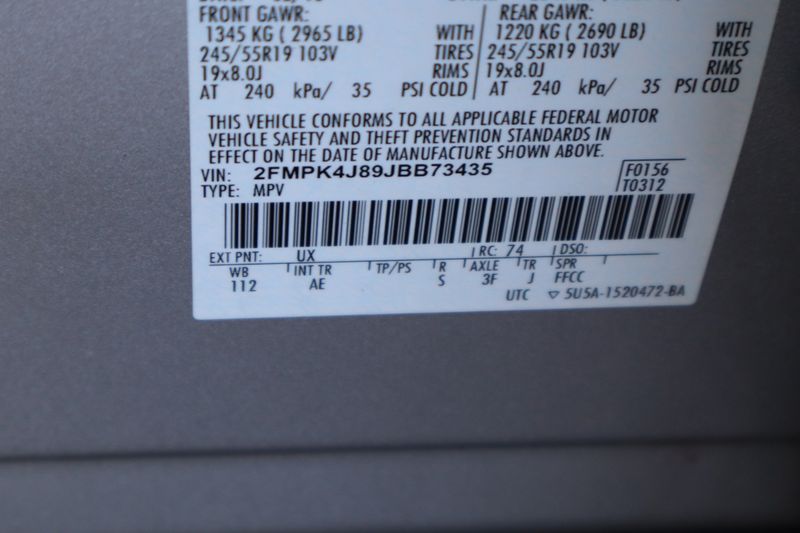 FRONT GAWR: REAR GAWR:
1345 KG ( 2965 LB) WITH 1220 KG ( 2690 LB) WITH
245/55R19 103V TIRES 245/55R19 103V TIRES
19x8.0J RIMS 19x8.0J RIMS
AT 240 kPa/ 35 PSI COLD AT 240 kPa/ 35 PSI COLD
THIS VEHICLE CONFORMS TO ALL APPLICABLE FEDERAL MOTOR
VEHICLE SAFETY AND THEFT PREVENTION STANDARDS IN
EFFECT ON THE DATE OF MANUFACTURE SHOWN ABOVE.
VIN: 2FMPK4J89JBB73435 F0156
TYPE: MPV T0312
EXT PNT: UX RC: 74 DSO:
WB INT TR TP/PS R AXLE TR SPR
112 AE S 3F J FFCC
UTC ▽ 5U5A-1520472-BA